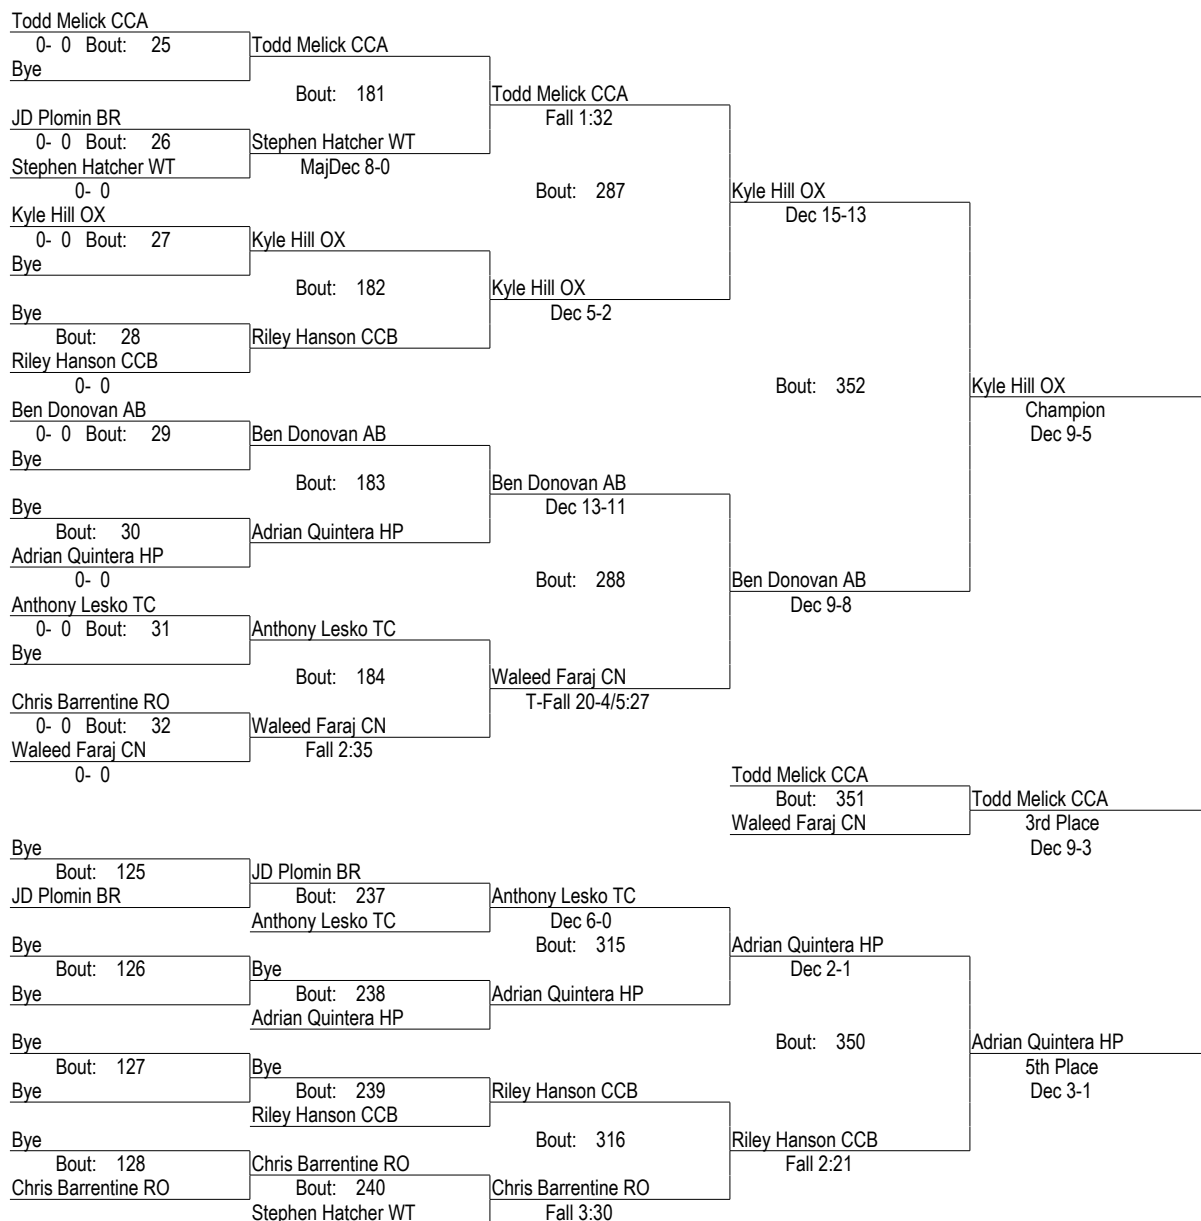 Todd Melick CCA
0- 0 Bout: 25 Todd Melick CCA
Bye
Bout: 181 Todd Melick CCA
JD Plomin BR Fall 1:32
0- 0 Bout: 26 Stephen Hatcher WT
Stephen Hatcher WT MajDec 8-0
0- 0 Bout: 287 Kyle Hill OX
Kyle Hill OX Dec 15-13
0- 0 Bout: 27 Kyle Hill OX
Bye
Bout: 182 Kyle Hill OX
Bye Dec 5-2
Bout: 28 Riley Hanson CCB
Riley Hanson CCB
0- 0 Bout: 352 Kyle Hill OX
Ben Donovan AB Champion
0- 0 Bout: 29 Ben Donovan AB Dec 9-5
Bye
Bout: 183 Ben Donovan AB
Bye Dec 13-11
Bout: 30 Adrian Quintera HP
Adrian Quintera HP
0- 0 Bout: 288 Ben Donovan AB
Anthony Lesko TC Dec 9-8
0- 0 Bout: 31 Anthony Lesko TC
Bye
Bout: 184 Waleed Faraj CN
Chris Barrentine RO T-Fall 20-4/5:27
0- 0 Bout: 32 Waleed Faraj CN
Waleed Faraj CN Fall 2:35
0- 0 Todd Melick CCA
Bout: 351 Todd Melick CCA
Waleed Faraj CN 3rd Place
Bye Dec 9-3
Bout: 125 JD Plomin BR
JD Plomin BR Bout: 237 Anthony Lesko TC
Anthony Lesko TC Dec 6-0
Bye Bout: 315 Adrian Quintera HP
Bout: 126 Bye Dec 2-1
Bye Bout: 238 Adrian Quintera HP
Adrian Quintera HP
Bye Bout: 350 Adrian Quintera HP
Bout: 127 Bye 5th Place
Bye Bout: 239 Riley Hanson CCB Dec 3-1
Riley Hanson CCB
Bye Bout: 316 Riley Hanson CCB
Bout: 128 Chris Barrentine RO Fall 2:21
Chris Barrentine RO Bout: 240 Chris Barrentine RO
Stephen Hatcher WT Fall 3:30